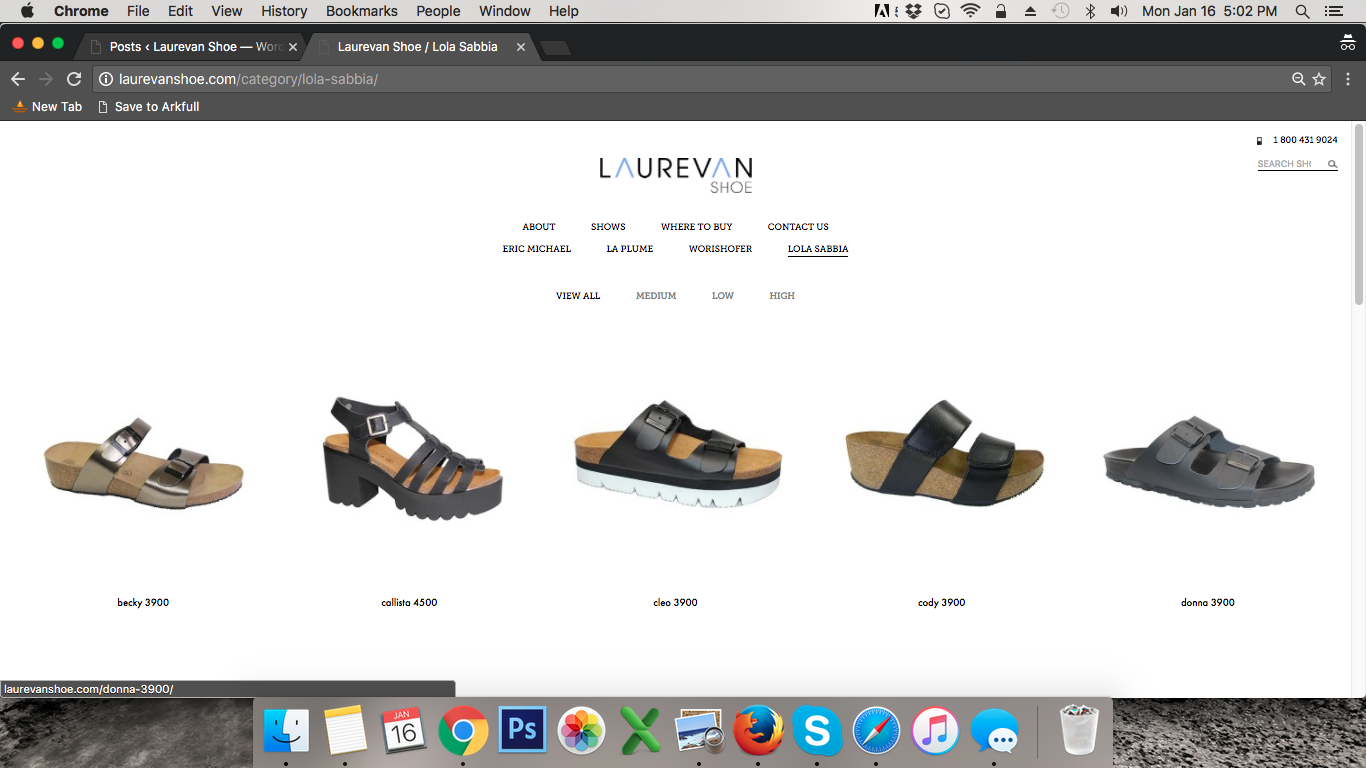 Chrome File Edit View History Bookmarks People Window Help Mon Jan 16 5:02 PM
Posts ‹ Laurevan Shoe — Word
Laurevan Shoe / Lola Sabbia
laurevanshoe.com/category/lola-sabbia/
New Tab Save to Arkfull
1 800 431 9024
LAUREVAN
SHOE
SEARCH SH
ABOUT SHOWS WHERE TO BUY CONTACT US
ERIC MICHAEL LA PLUME WORISHOFER LOLA SABBIA
VIEW ALL MEDIUM LOW HIGH
becky 3900 callista 4500 cleo 3900 cody 3900 donna 3900
laurevanshoe.com/donna-3900/
JAN
16
Ps
S